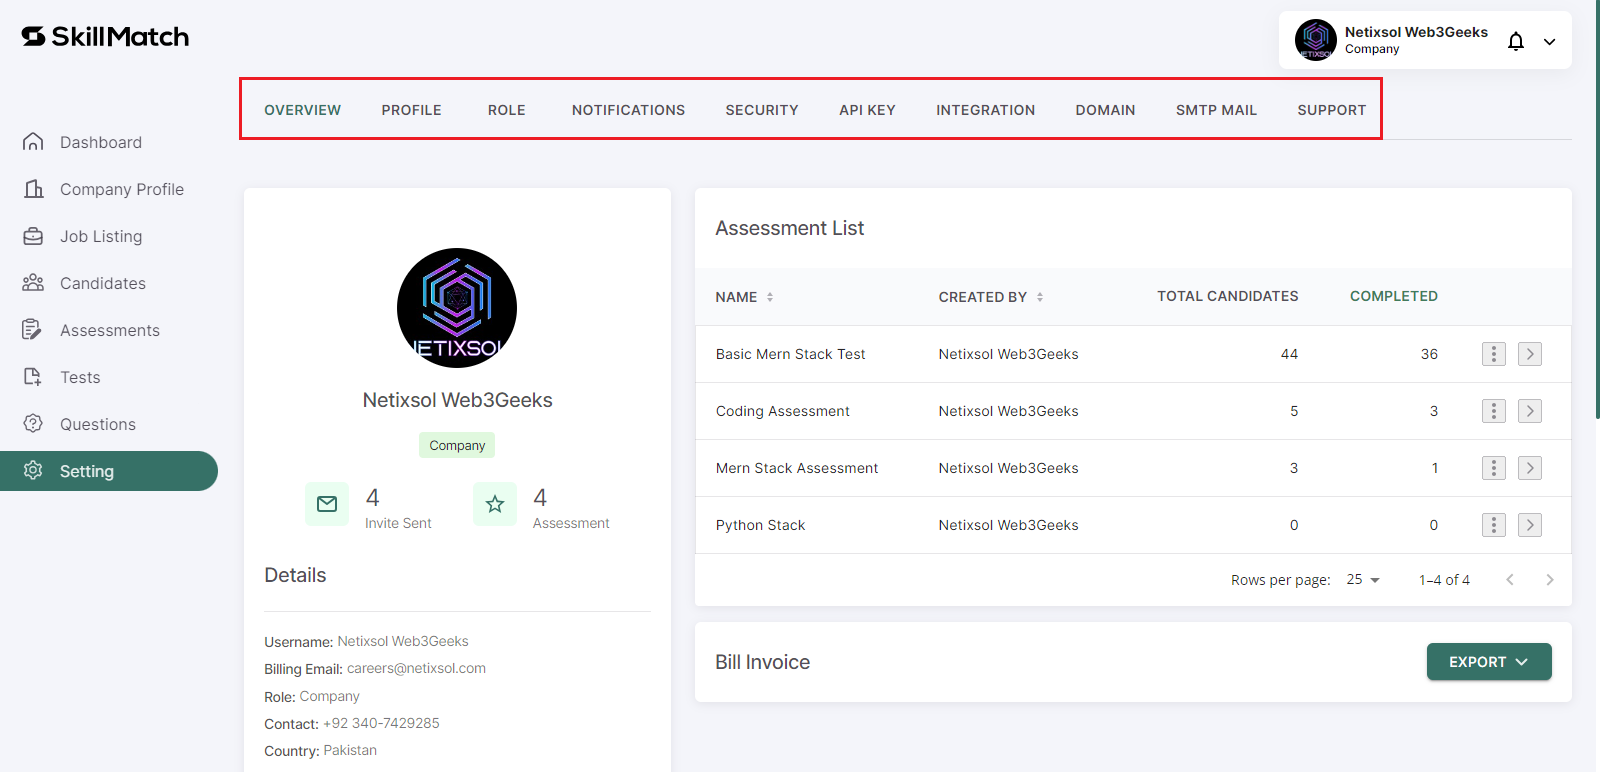 SkillMatch
Netixsol Web3Geeks
Company
NETIXSOL
OVERVIEW PROFILE ROLE NOTIFICATIONS SECURITY API KEY INTEGRATION DOMAIN SMTP MAIL SUPPORT
Dashboard
Company Profile
Job Listing
Candidates
Assessments
Tests
Questions
Setting
NETIXSOL
Netixsol Web3Geeks
Company
4
Invite Sent
4
Assessment
Details
Username: Netixsol Web3Geeks
Billing Email: careers@netixsol.com
Role: Company
Contact: +92 340-7429285
Country: Pakistan
Assessment List
NAME CREATED BY TOTAL CANDIDATES COMPLETED
Basic Mern Stack Test Netixsol Web3Geeks 44 36
Coding Assessment Netixsol Web3Geeks 5 3
Mern Stack Assessment Netixsol Web3Geeks 3 1
Python Stack Netixsol Web3Geeks 0 0
Rows per page: 25 1–4 of 4
Bill Invoice
EXPORT